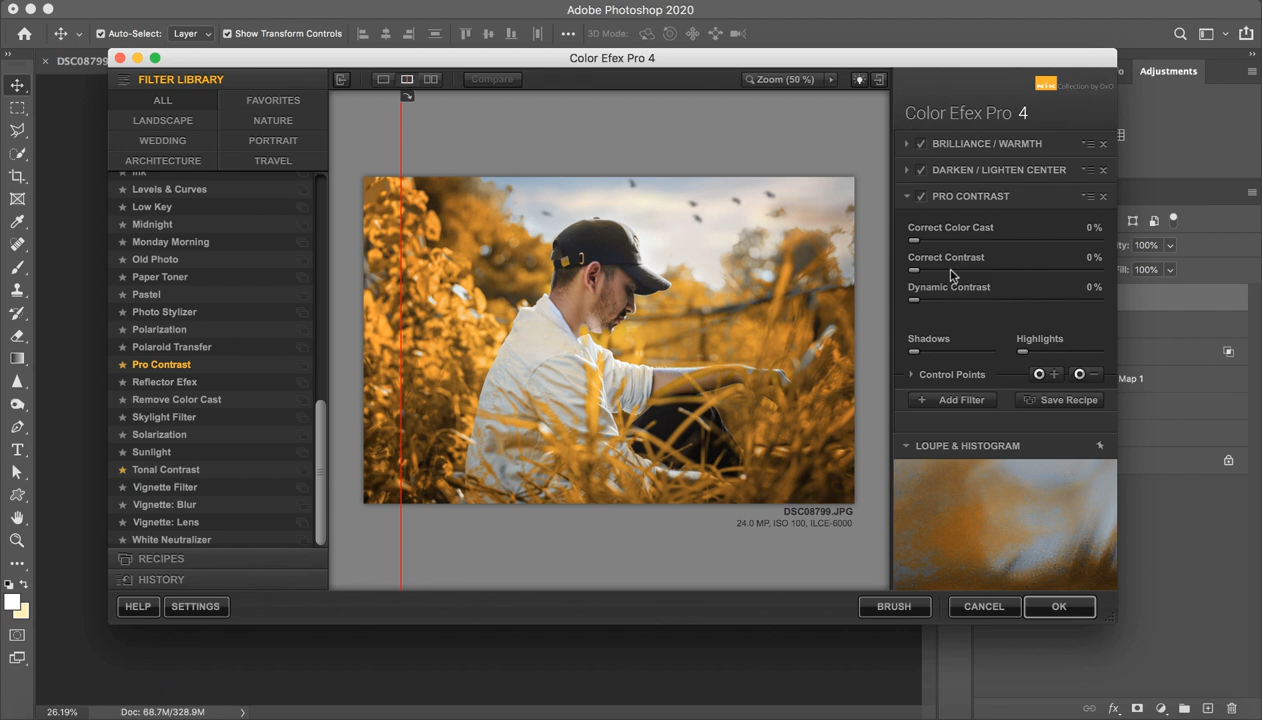 Adobe Photoshop 2020
Auto-Select: Layer Show Transform Controls 3D Mode:
DSC08799
Color Efex Pro 4
Adjustments
FILTER LIBRARY
Compare
Zoom (50 %)
Nik Collection by DxO
ALL
FAVORITES
LANDSCAPE
NATURE
WEDDING
PORTRAIT
ARCHITECTURE
TRAVEL
Ink
Levels & Curves
Low Key
Midnight
Monday Morning
Old Photo
Paper Toner
Pastel
Photo Stylizer
Polarization
Polaroid Transfer
Pro Contrast
Reflector Efex
Remove Color Cast
Skylight Filter
Solarization
Sunlight
Tonal Contrast
Vignette Filter
Vignette: Blur
Vignette: Lens
White Neutralizer
RECIPES
HISTORY
HELP
SETTINGS
DSC08799.JPG
24.0 MP, ISO 100, ILCE-6000
BRUSH
CANCEL
OK
Color Efex Pro 4
BRILLIANCE / WARMTH
DARKEN / LIGHTEN CENTER
PRO CONTRAST
Correct Color Cast 0 %
Correct Contrast 0 %
Dynamic Contrast 0 %
Shadows
Highlights
Control Points
+ Add Filter
Save Recipe
LOUPE & HISTOGRAM
ity: 100%
Fill: 100%
Map 1
26.19%
Doc: 68.7M/328.9M